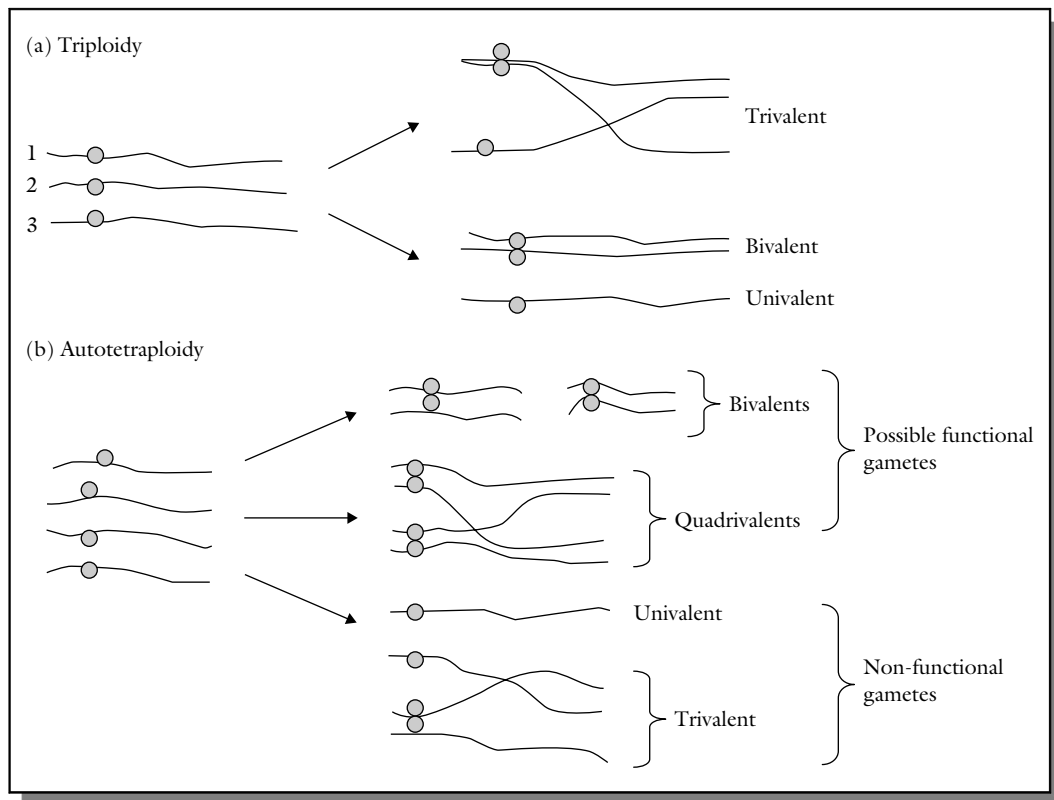 (a) Triploidy
1
2
3
Trivalent
Bivalent
Univalent
(b) Autotetraploidy
Bivalents
Possible functional
gametes
Quadrivalents
Univalent
Non-functional
gametes
Trivalent